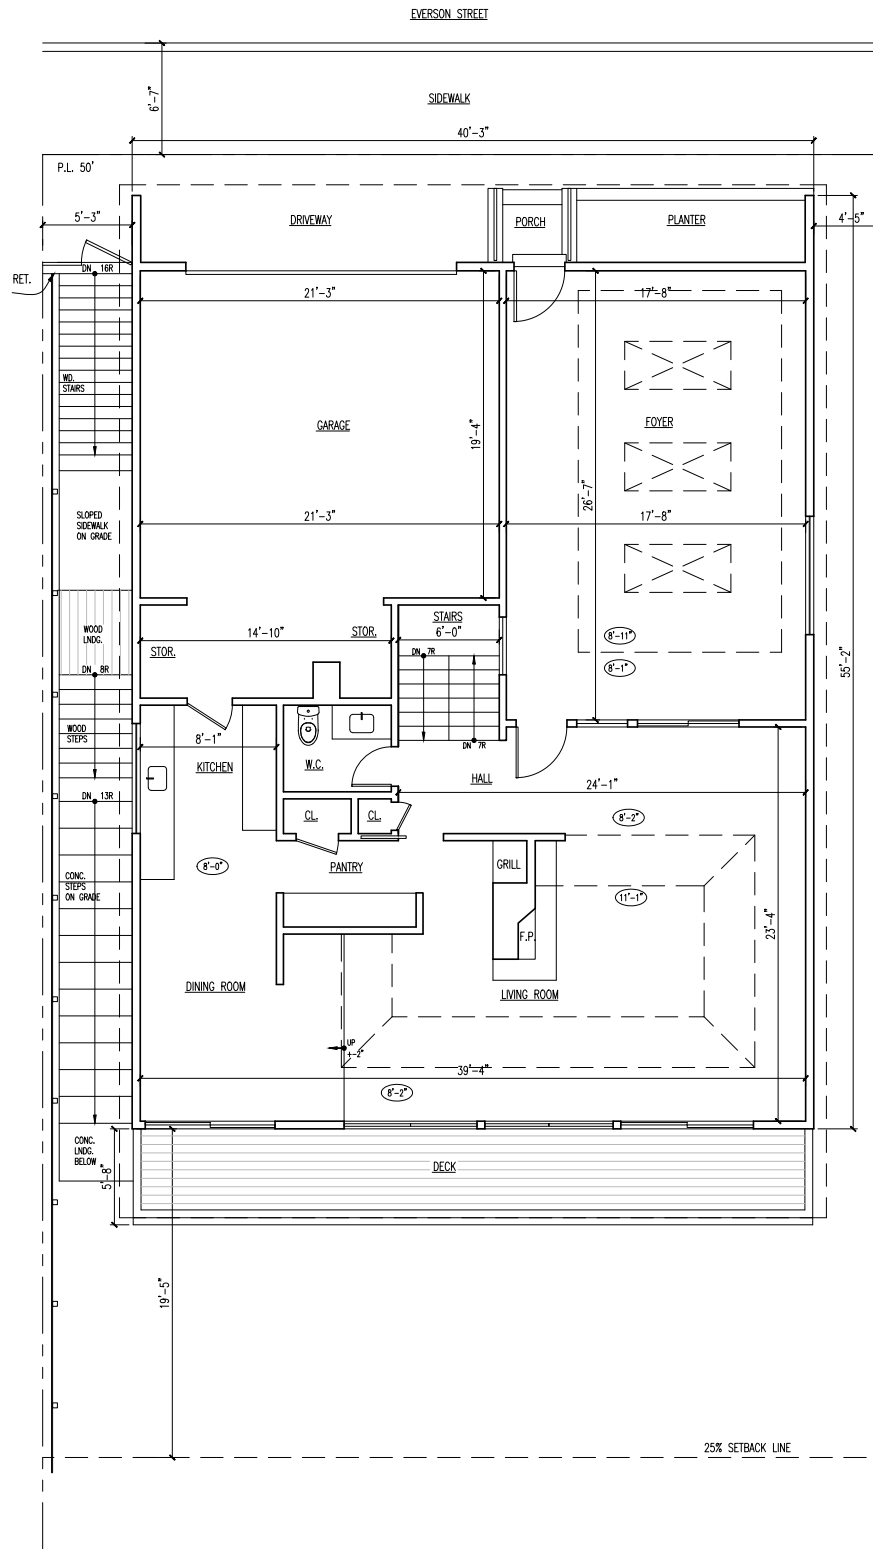 EVERSON STREET
6'-7"
SIDEWALK
40'-3"
P.L. 50'
5'-3"
DRIVEWAY
PORCH
PLANTER
4'-5"
DN 16R
RET.
21'-3"
17'-8"
WD.
STAIRS
GARAGE
19'-4"
FOYER
26'-7"
SLOPED
SIDEWALK
ON GRADE
21'-3"
17'-8"
STAIRS
WOOD
LNDG.
14'-10"
STOR.
6'-0"
8'-11"
STOR.
DN 7R
8'-1"
DN 8R
55'-2"
WOOD
STEPS
8'-1"
DN 7R
KITCHEN
W.C.
HALL
24'-1"
DN 13R
CL.
CL.
8'-2"
8'-0"
PANTRY
GRILL
CONC.
STEPS
ON GRADE
11'-1"
23'-4"
F.P.
DINING ROOM
LIVING ROOM
UP
+-2"
39'-4"
8'-2"
CONC.
LNDG.
BELOW
5'-8"
DECK
19'-5"
25% SETBACK LINE